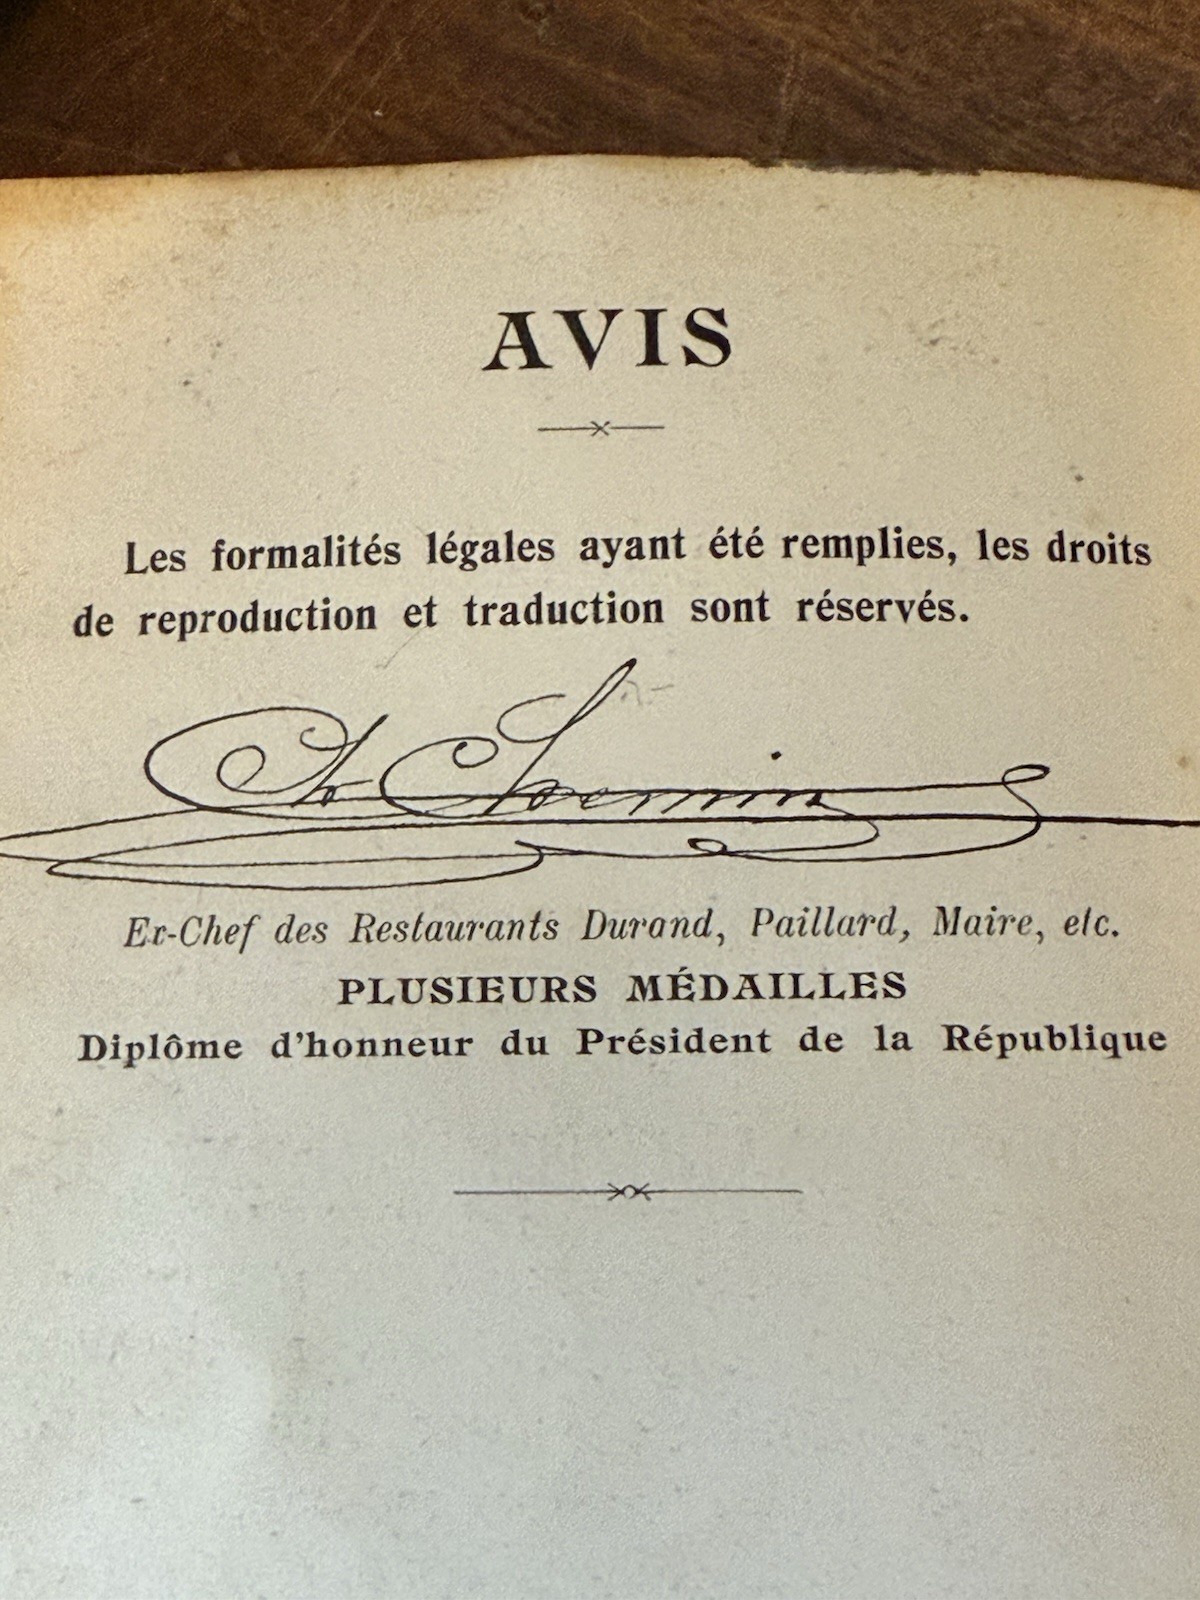 AVIS
Les formalités légales ayant été remplies, les droits
de reproduction et traduction sont réservés.
Ex-Chef des Restaurants Durand, Paillard, Maire, etc.
PLUSIEURS MÉDAILLES
Diplôme d'honneur du Président de la République